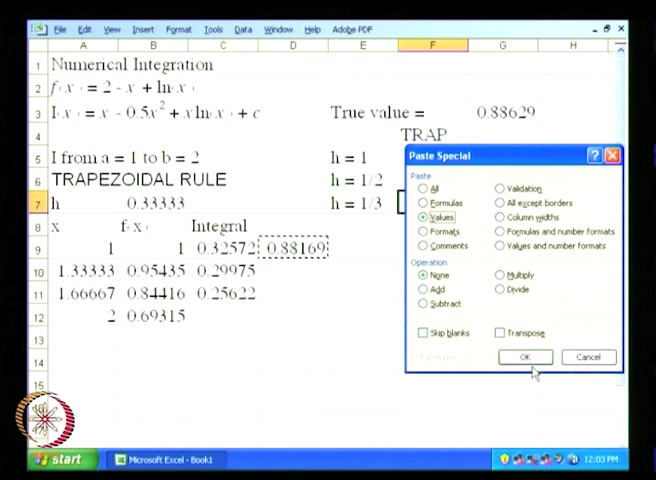 File Edit View Insert Format Tools Data Window Help Adobe PDF
A B C D E F G H
1 Numerical Integration
2 f(x) = 2 - x + ln(x)
3 I(x) = x - 0.5x² + x ln(x) + c True value = 0.88629
4 TRAP
5 I from a = 1 to b = 2 h = 1
6 TRAPEZOIDAL RULE h = 1/2
7 h 0.33333 h = 1/3
8 x f(x) Integral
9 1 1 0.32572 0.88169
10 1.33333 0.95435 0.29975
11 1.66667 0.84416 0.25622
12 2 0.69315
13
14
15
Paste Special
Paste
All Validation
Formulas All except borders
Values Column widths
Formats Formulas and number formats
Comments Values and number formats
Operation
None Multiply
Add Divide
Subtract
Skip blanks Transpose
OK Cancel
start Microsoft Excel - Book1 12:03 PM